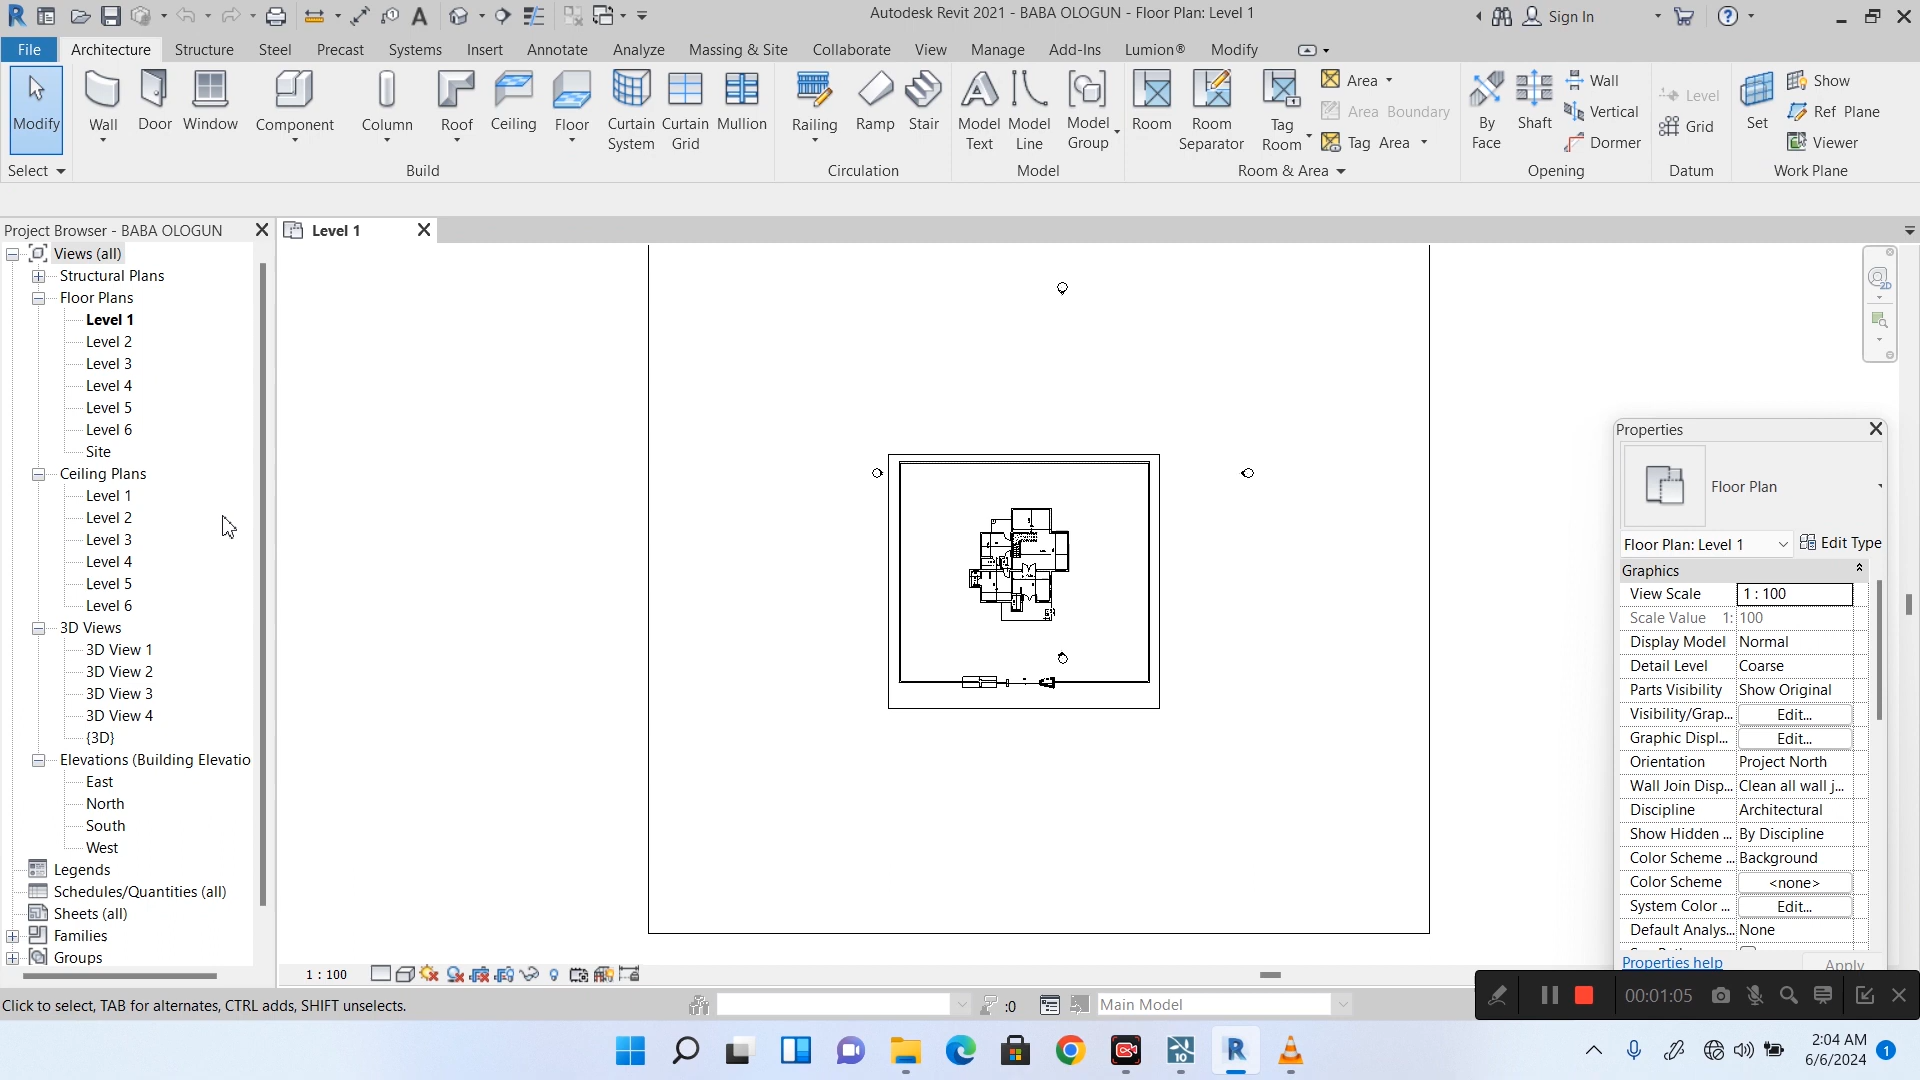 Autodesk Revit 2021 - BABA OLOGUN - Floor Plan: Level 1
Sign In
File Architecture Structure Steel Precast Systems Insert Annotate Analyze Massing & Site Collaborate View Manage Add-Ins Lumion® Modify
Modify
Wall
Door
Window
Component
Column
Roof
Ceiling
Floor
Curtain System
Curtain Grid
Mullion
Railing
Ramp
Stair
Model Text
Model Line
Model Group
Room
Room Separator
Tag Room
Area
Area Boundary
Tag Area
By Face
Shaft
Wall
Vertical
Dormer
Level
Grid
Set
Show
Ref Plane
Viewer
Select
Build
Circulation
Model
Room & Area
Opening
Datum
Work Plane
Project Browser - BABA OLOGUN
Level 1
Views (all)
Structural Plans
Floor Plans
Level 1
Level 2
Level 3
Level 4
Level 5
Level 6
Site
Ceiling Plans
Level 1
Level 2
Level 3
Level 4
Level 5
Level 6
3D Views
3D View 1
3D View 2
3D View 3
3D View 4
{3D}
Elevations (Building Elevatio
East
North
South
West
Legends
Schedules/Quantities (all)
Sheets (all)
Families
Groups
2D
Properties
Floor Plan
Floor Plan: Level 1
Edit Type
Graphics
View Scale 1 : 100
Scale Value 1: 100
Display Model Normal
Detail Level Coarse
Parts Visibility Show Original
Visibility/Grap... Edit...
Graphic Displ... Edit...
Orientation Project North
Wall Join Disp... Clean all wall j...
Discipline Architectural
Show Hidden ... By Discipline
Color Scheme ... Background
Color Scheme <none>
System Color ... Edit...
Default Analys... None
Properties help
Apply
1 : 100
Click to select, TAB for alternates, CTRL adds, SHIFT unselects.
:0
Main Model
00:01:05
10
2:04 AM
6/6/2024
1